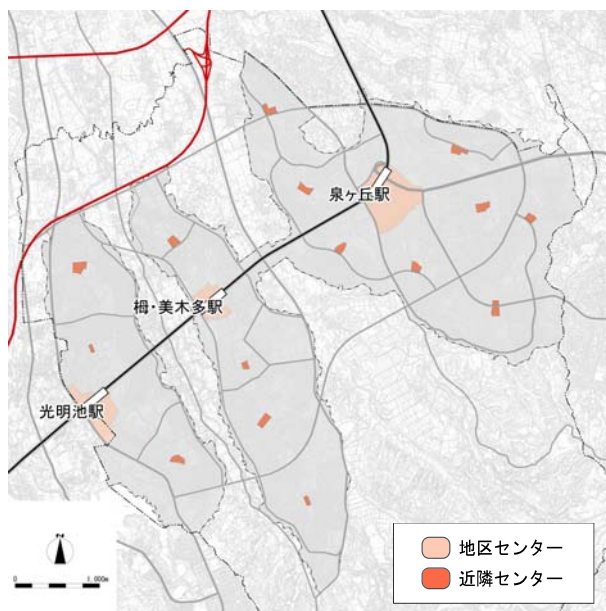 泉ヶ丘駅
栂・美木多駅
光明池駅
N
0 1,000m
地区センター
近隣センター